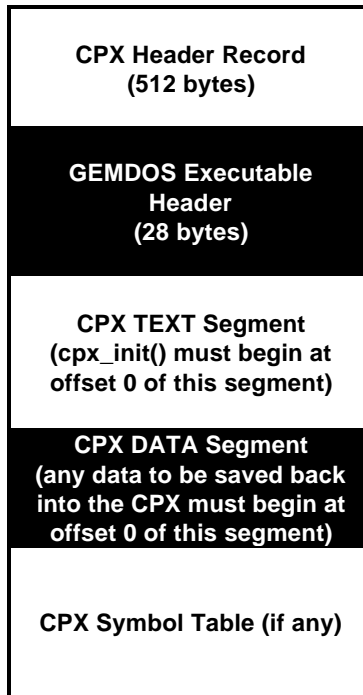 CPX Header Record
(512 bytes)
GEMDOS Executable
Header
(28 bytes)
CPX TEXT Segment
(cpx_init() must begin at
offset 0 of this segment)
CPX DATA Segment
(any data to be saved back
into the CPX must begin at
offset 0 of this segment)
CPX Symbol Table (if any)